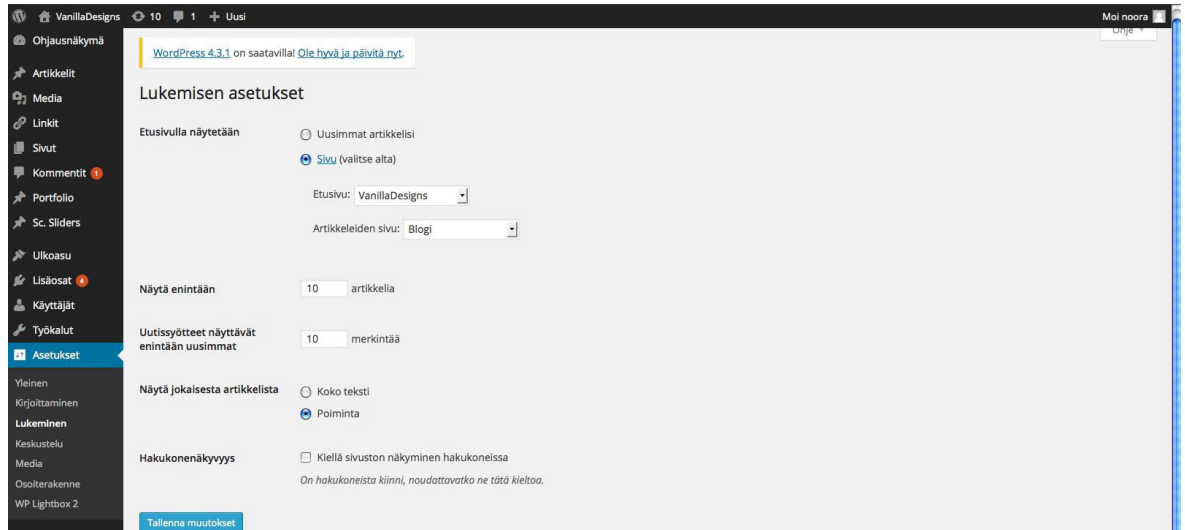 VanillaDesigns 10 1 + Uusi Moi noora
Ohje
Ohjausnäkymä
Artikkelit
Media
Linkit
Sivut
Kommentit 1
Portfolio
Sc. Sliders
Ulkoasu
Lisäosat 4
Käyttäjät
Työkalut
Asetukset
Yleinen
Kirjoittaminen
Lukeminen
Keskustelu
Media
Osoiterakenne
WP Lightbox 2
WordPress 4.3.1 on saatavilla! Ole hyvä ja päivitä nyt.
Lukemisen asetukset
Etusivulla näytetään
Uusimmat artikkelisi
Sivu (valitse alta)
Etusivu: VanillaDesigns
Artikkeleiden sivu: Blogi
Näytä enintään 10 artikkelia
Uutissyötteet näyttävät
enintään uusimmat
10 merkintää
Näytä jokaisesta artikkelista
Koko teksti
Poiminta
Hakukonenäkyvyys
Kiellä sivuston näkyminen hakukoneissa
On hakukoneista kiinni, noudattavatko ne tätä kieltoa.
Tallenna muutokset